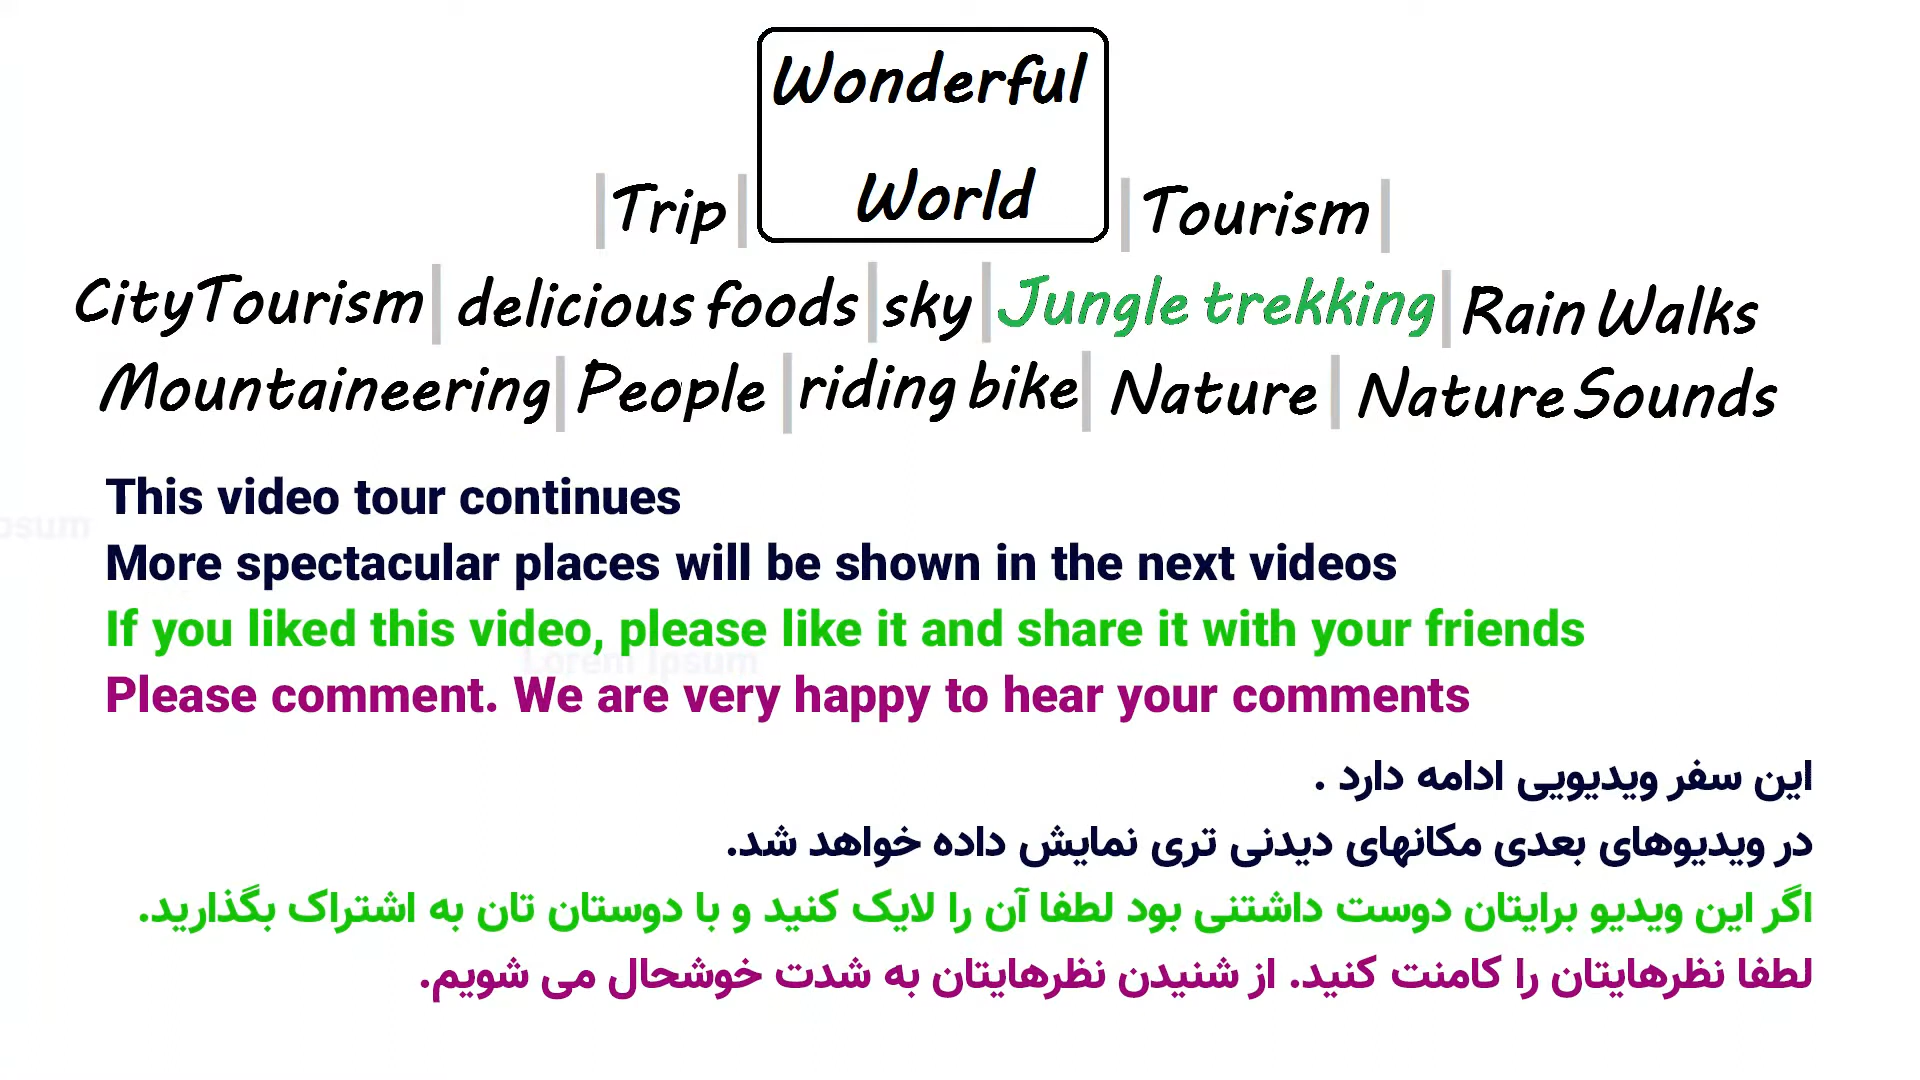 Wonderful
World
|Trip| |Tourism|
CityTourism| delicious foods|sky|Jungle trekking|Rain Walks
Mountaineering|People |riding bike| Nature | Nature Sounds
This video tour continues
More spectacular places will be shown in the next videos
If you liked this video, please like it and share it with your friends
Lorem Ipsum
Please comment. We are very happy to hear your comments
این سفر ویدیویی ادامه دارد .
در ویدیوهای بعدی مکانهای دیدنی تری نمایش داده خواهد شد.
اگر این ویدیو برایتان دوست داشتنی بود لطفا آن را لایک کنید و با دوستان تان به اشتراک بگذارید.
لطفا نظرهایتان را کامنت کنید. از شنیدن نظرهایتان به شدت خوشحال می شویم.